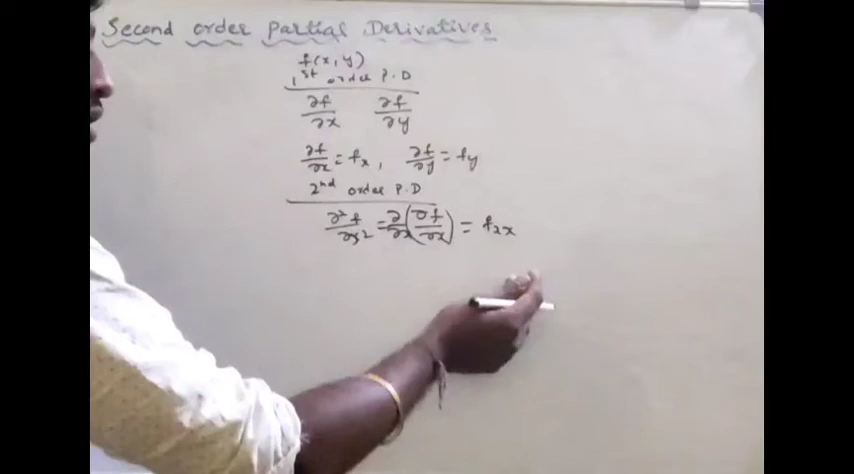 Second order Partial Derivatives
f(x, y)
1st order P.D
∂f/∂x ∂f/∂y
∂f/∂x = fx, ∂f/∂y = fy
2nd order P.D
∂²f/∂x² = ∂/∂x (∂f/∂x) = fxx